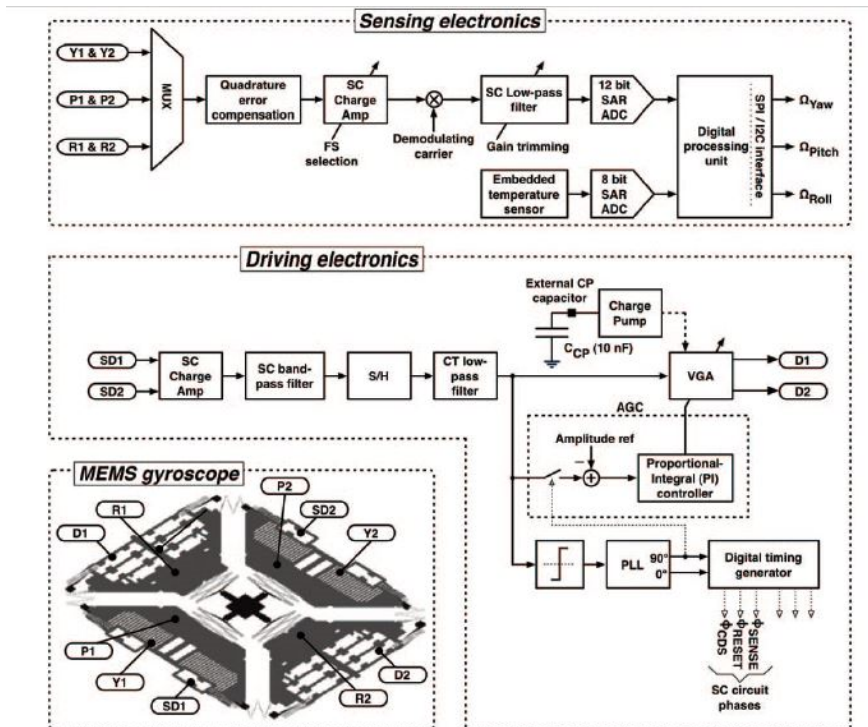 Sensing electronics
Y1 & Y2
P1 & P2
R1 & R2
MUX
Quadrature
error
compensation
SC
Charge
Amp
FS
selection
Demodulating
carrier
SC Low-pass
filter
Gain trimming
12 bit
SAR
ADC
Embedded
temperature
sensor
8 bit
SAR
ADC
Digital
processing
unit
SPI / I2C interface
ΩYaw
ΩPitch
ΩRoll
Driving electronics
External CP
capacitor
Charge
Pump
CCP (10 nF)
SD1
SD2
SC
Charge
Amp
SC band-
pass filter
S/H
CT low-
pass
filter
VGA
D1
D2
AGC
Amplitude ref
−
+
Proportional-
Integral (PI)
controller
PLL
90°
0°
Digital timing
generator
ΦCDS
ΦRESET
ΦSENSE
SC circuit
phases
MEMS gyroscope
P2
R1
SD2
D1
Y2
P1
Y1
SD1
D2
R2